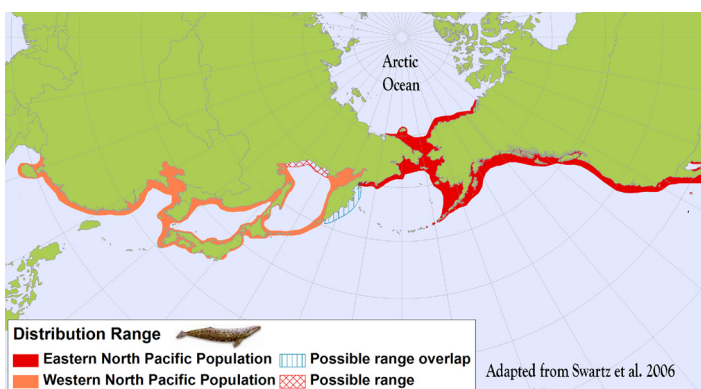 Arctic
Ocean
Distribution Range
Eastern North Pacific Population
Possible range overlap
Western North Pacific Population
Possible range
Adapted from Swartz et al. 2006